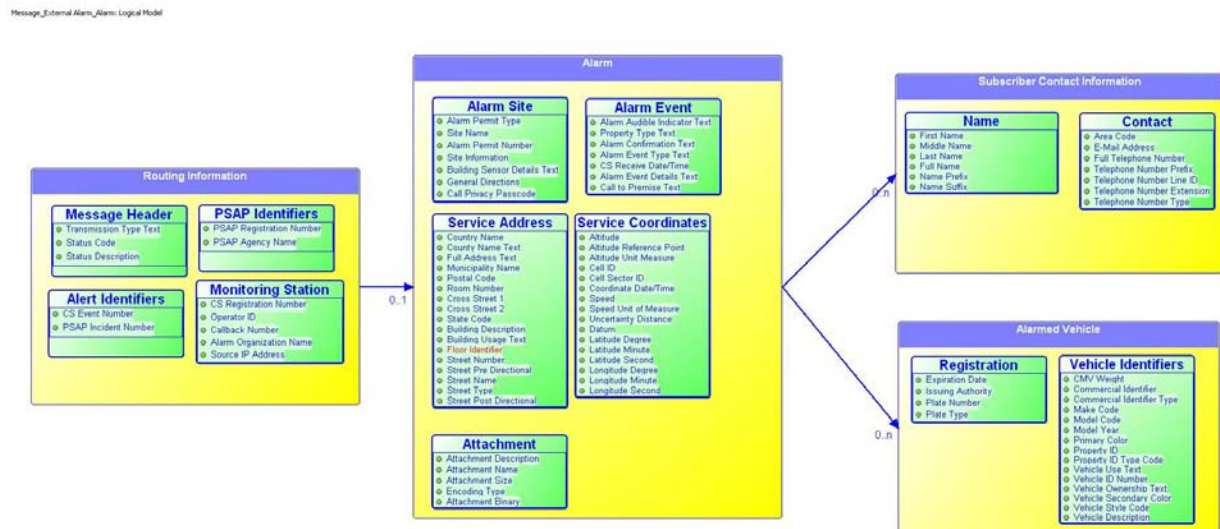 Message_External Alarm_Alarm: Logical Model
Routing Information
Message Header
Transmission Type Text
Status Code
Status Description
PSAP Identifiers
PSAP Registration Number
PSAP Agency Name
Alert Identifiers
CS Event Number
PSAP Incident Number
Monitoring Station
CS Registration Number
Operator ID
Callback Number
Alarm Organization Name
Source IP Address
0..1
Alarm
Alarm Site
Alarm Permit Type
Site Name
Alarm Permit Number
Site Information
Building Sensor Details Text
General Directions
Call Privacy Passcode
Alarm Event
Alarm Audible Indicator Text
Property Type Text
Alarm Confirmation Text
Alarm Event Type Text
CS Receive Date/Time
Alarm Event Details Text
Call to Premise Text
Service Address
Country Name
County Name Text
Full Address Text
Municipality Name
Postal Code
Room Number
Cross Street 1
Cross Street 2
State Code
Building Description
Building Usage Text
Floor Identifier
Street Number
Street Pre Directional
Street Name
Street Type
Street Post Directional
Service Coordinates
Altitude
Altitude Reference Point
Altitude Unit Measure
Cell ID
Cell Sector ID
Coordinate Date/Time
Speed
Speed Unit of Measure
Uncertainty Distance
Datum
Latitude Degree
Latitude Minute
Latitude Second
Longitude Degree
Longitude Minute
Longitude Second
Attachment
Attachment Description
Attachment Name
Attachment Size
Encoding Type
Attachment Binary
0..n
Subscriber Contact Information
Name
First Name
Middle Name
Last Name
Full Name
Name Prefix
Name Suffix
Contact
Area Code
E-Mail Address
Full Telephone Number
Telephone Number Prefix
Telephone Number Line ID
Telephone Number Extension
Telephone Number Type
0..n
Alarmed Vehicle
Registration
Expiration Date
Issuing Authority
Plate Number
Plate Type
Vehicle Identifiers
CMV Weight
Commercial Identifier
Commercial Identifier Type
Make Code
Model Code
Model Year
Primary Color
Property ID
Property ID Type Code
Vehicle Use Text
Vehicle ID Number
Vehicle Ownership Text
Vehicle Secondary Color
Vehicle Style Code
Vehicle Description